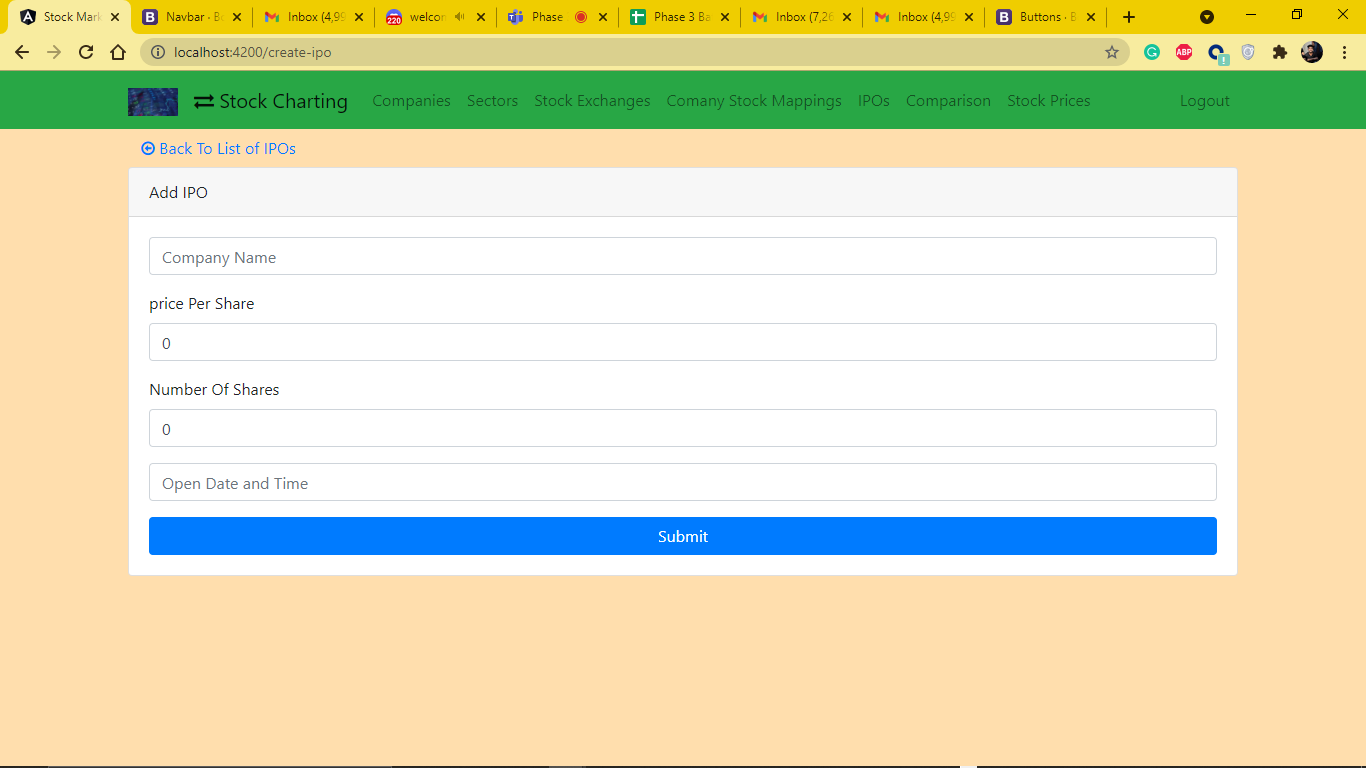 Stock Mark
Navbar · B
Inbox (4,99
220
welcon
Phase
Phase 3 Ba
Inbox (7,26
Inbox (4,99
Buttons · B
localhost:4200/create-ipo
ABP
Stock Charting
Companies
Sectors
Stock Exchanges
Comany Stock Mappings
IPOs
Comparison
Stock Prices
Logout
Back To List of IPOs
Add IPO
Company Name
price Per Share
0
Number Of Shares
0
Open Date and Time
Submit